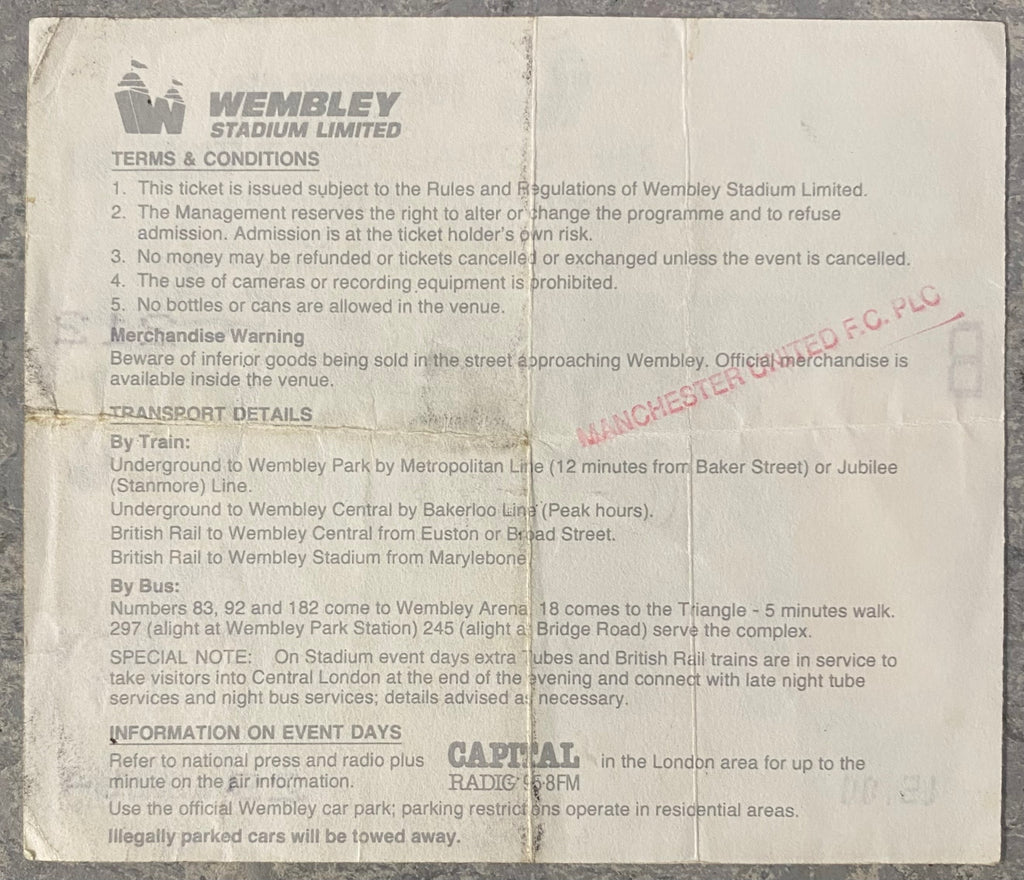 WEMBLEY
STADIUM LIMITED
TERMS & CONDITIONS
1. This ticket is issued subject to the Rules and Regulations of Wembley Stadium Limited.
2. The Management reserves the right to alter or change the programme and to refuse
admission. Admission is at the ticket holder's own risk.
3. No money may be refunded or tickets cancelled or exchanged unless the event is cancelled.
4. The use of cameras or recording equipment is prohibited.
5. No bottles or cans are allowed in the venue.
Merchandise Warning
Beware of inferior goods being sold in the street approaching Wembley. Official merchandise is
available inside the venue.
MANCHESTER UNITED F.C. PLC
TRANSPORT DETAILS
By Train:
Underground to Wembley Park by Metropolitan Line (12 minutes from Baker Street) or Jubilee
(Stanmore) Line.
Underground to Wembley Central by Bakerloo Line (Peak hours).
British Rail to Wembley Central from Euston or Broad Street.
British Rail to Wembley Stadium from Marylebone
By Bus:
Numbers 83, 92 and 182 come to Wembley Arena, 18 comes to the Triangle - 5 minutes walk.
297 (alight at Wembley Park Station) 245 (alight at Bridge Road) serve the complex.
SPECIAL NOTE: On Stadium event days extra Tubes and British Rail trains are in service to
take visitors into Central London at the end of the evening and connect with late night tube
services and night bus services; details advised as necessary.
INFORMATION ON EVENT DAYS
Refer to national press and radio plus CAPITAL RADIO 95·8FM in the London area for up to the
minute on the air information.
Use the official Wembley car park; parking restrictions operate in residential areas.
Illegally parked cars will be towed away.